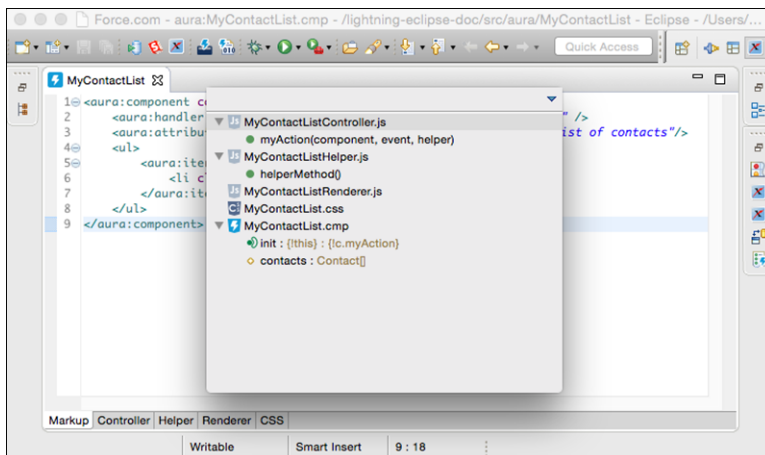 Force.com - aura:MyContactList.cmp - /lightning-eclipse-doc/src/aura/MyContactList - Eclipse - /Users/...
Quick Access
MyContactList
1 <aura:component
2 <aura:handler " />
3 <aura:attribu ist of contacts"/>
4 <ul>
5 <aura:ite
6 <li c
7 </aura:it
8 </ul>
9 </aura:component>
MyContactListController.js
myAction(component, event, helper)
MyContactListHelper.js
helperMethod()
MyContactListRenderer.js
MyContactList.css
MyContactList.cmp
init : {!this} : {!c.myAction}
contacts : Contact[]
Markup Controller Helper Renderer CSS
Writable Smart Insert 9 : 18